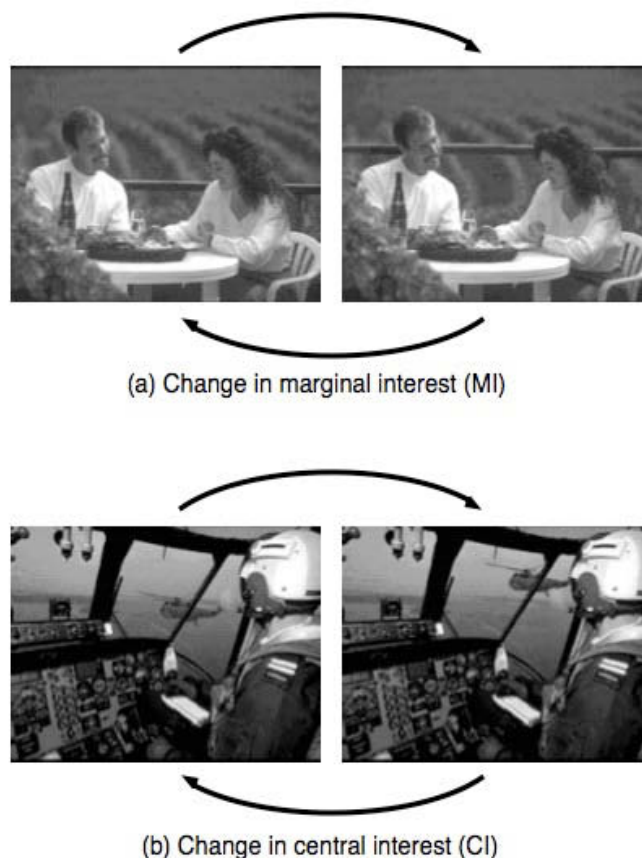 (a) Change in marginal interest (MI)
(b) Change in central interest (CI)